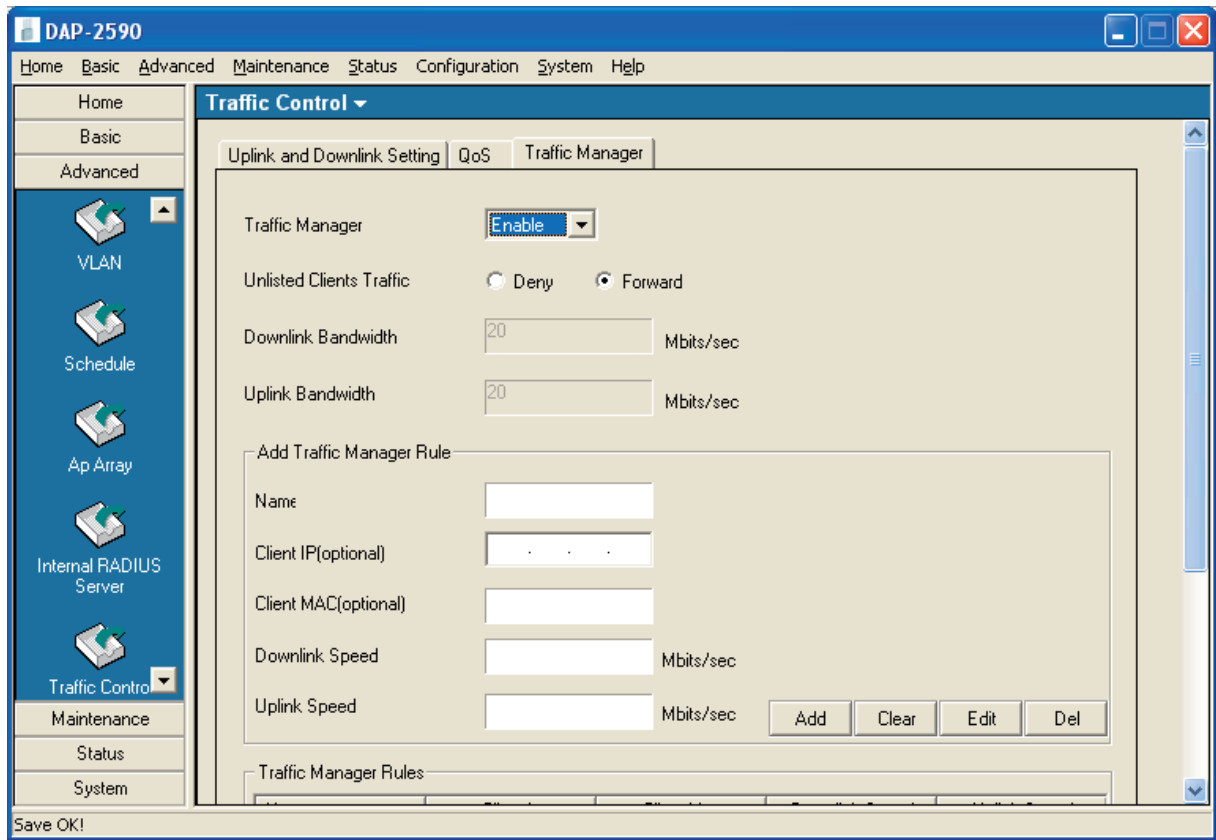 DAP-2590
Home Basic Advanced Maintenance Status Configuration System Help
Home
Basic
Advanced
VLAN
Schedule
Ap Array
Internal RADIUS
Server
Traffic Contro
Maintenance
Status
System
Traffic Control
Uplink and Downlink Setting QoS Traffic Manager
Traffic Manager Enable
Unlisted Clients Traffic Deny Forward
Downlink Bandwidth 20 Mbits/sec
Uplink Bandwidth 20 Mbits/sec
Add Traffic Manager Rule
Name
Client IP(optional) . . .
Client MAC(optional)
Downlink Speed Mbits/sec
Uplink Speed Mbits/sec Add Clear Edit Del
Traffic Manager Rules
Save OK!